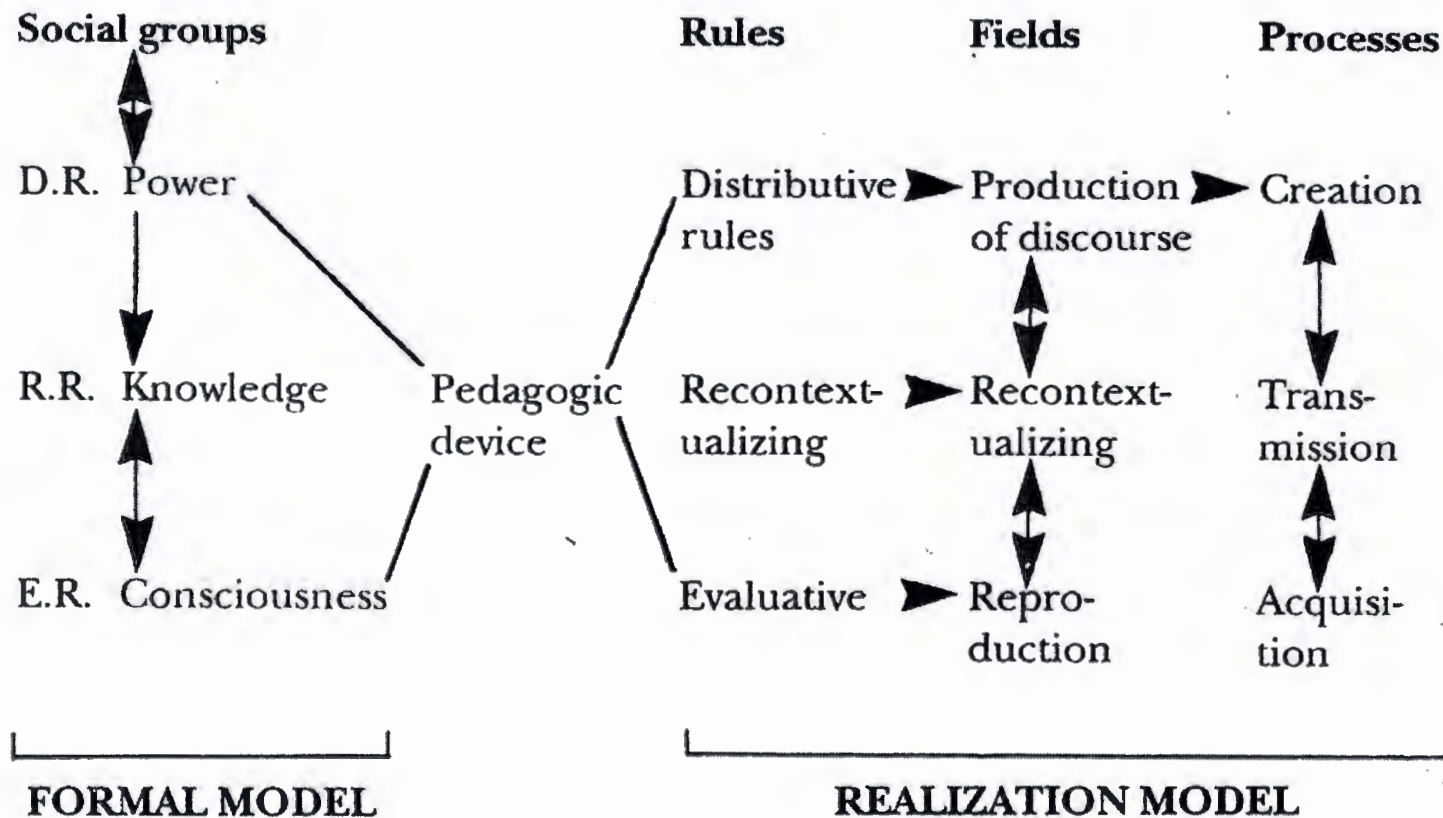 Social groups Rules Fields Processes
D.R. Power Distributive Production Creation
rules of discourse
R.R. Knowledge Pedagogic Recontext- Recontext- Trans-
device ualizing ualizing mission
E.R. Consciousness Evaluative Repro- Acquisi-
duction tion
FORMAL MODEL REALIZATION MODEL